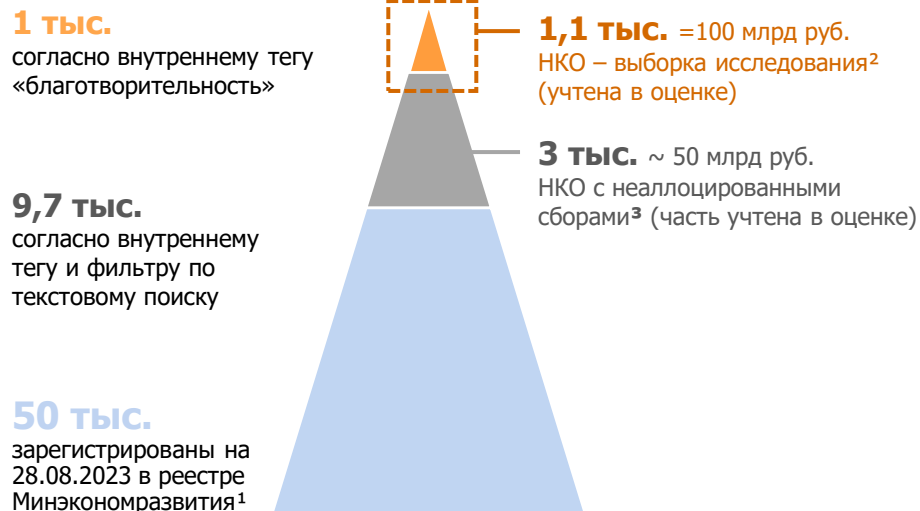 1 тыс.
согласно внутреннему тегу
«благотворительность»
1,1 тыс. =100 млрд руб.
НКО – выборка исследования²
(учтена в оценке)
3 тыс. ~ 50 млрд руб.
НКО с неаллоцированными
сборами³ (часть учтена в оценке)
9,7 тыс.
согласно внутреннему
тегу и фильтру по
текстовому поиску
50 тыс.
зарегистрированы на
28.08.2023 в реестре
Минэкономразвития¹